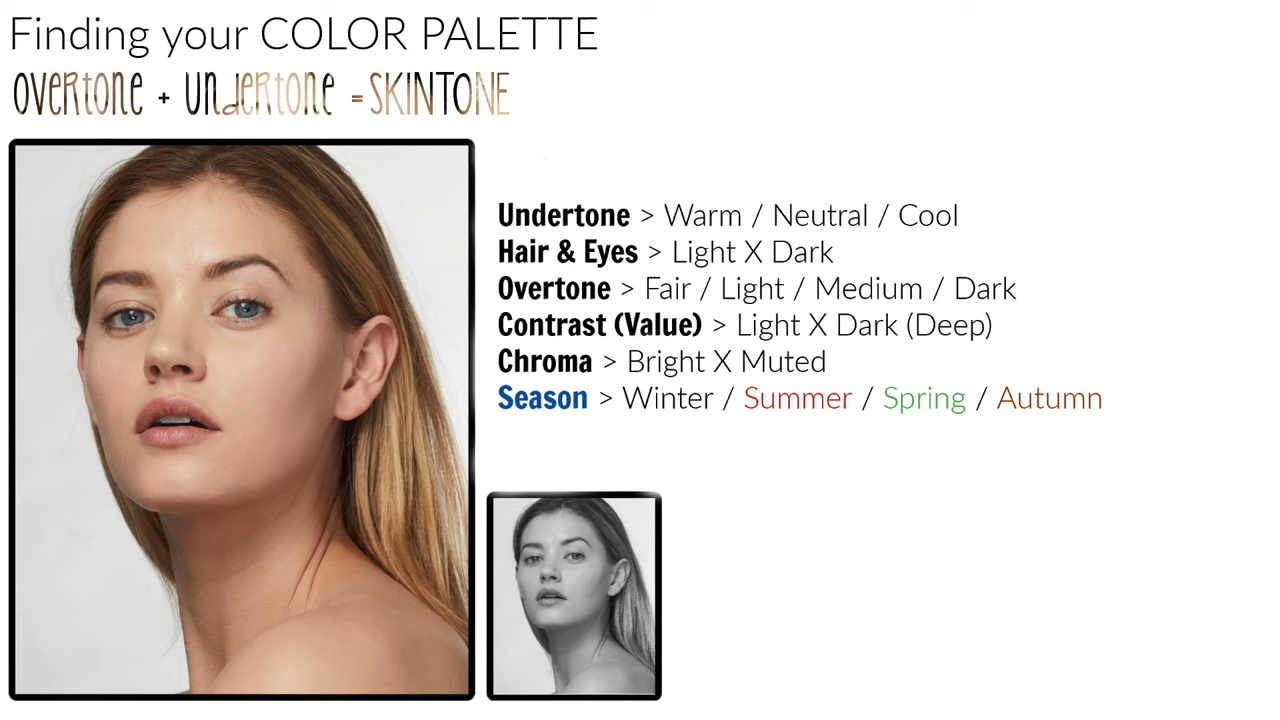 Finding your COLOR PALETTE
OVERTONE + UNDERTONE = SKINTONE
Undertone > Warm / Neutral / Cool
Hair & Eyes > Light X Dark
Overtone > Fair / Light / Medium / Dark
Contrast (Value) > Light X Dark (Deep)
Chroma > Bright X Muted
Season > Winter / Summer / Spring / Autumn